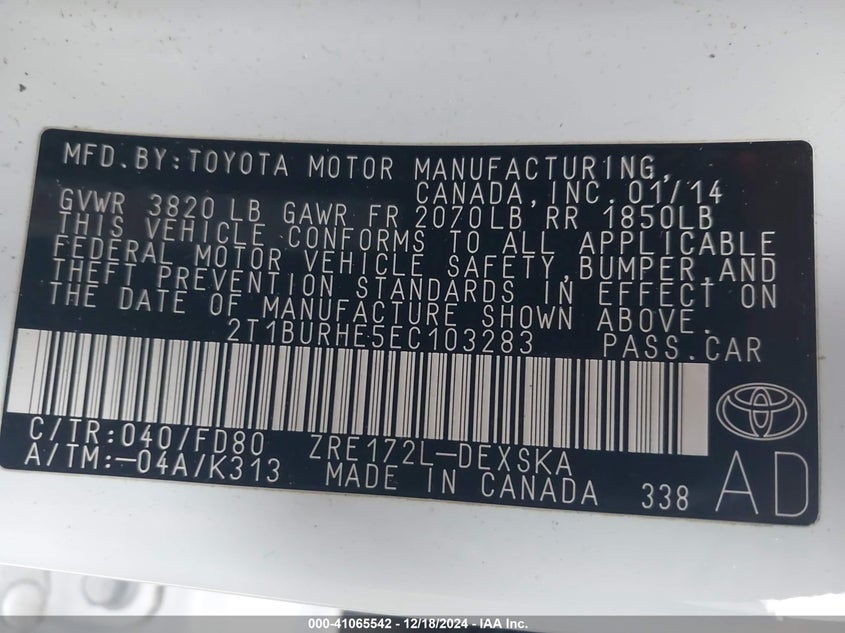 MFD.BY:TOYOTA MOTOR MANUFACTURING,
CANADA,INC.01/14
GVWR 3820 LB GAWR FR 2070LB,RR 1850LB
THIS VEHICLE CONFORMS TO ALL APPLICABLE
FEDERAL MOTOR VEHICLE SAFETY,BUMPER,AND
THEFT PREVENTION STANDARDS IN EFFECT ON
THE DATE OF MANUFACTURE SHOWN ABOVE.
2T1BURHE5EC103283 PASS.CAR
C/TR:040/FD80 ZRE172L-DEXSKA
A/TM:-04A/K313 MADE IN CANADA 338 AD
000-41065542 - 12/18/2024 - IAA Inc.